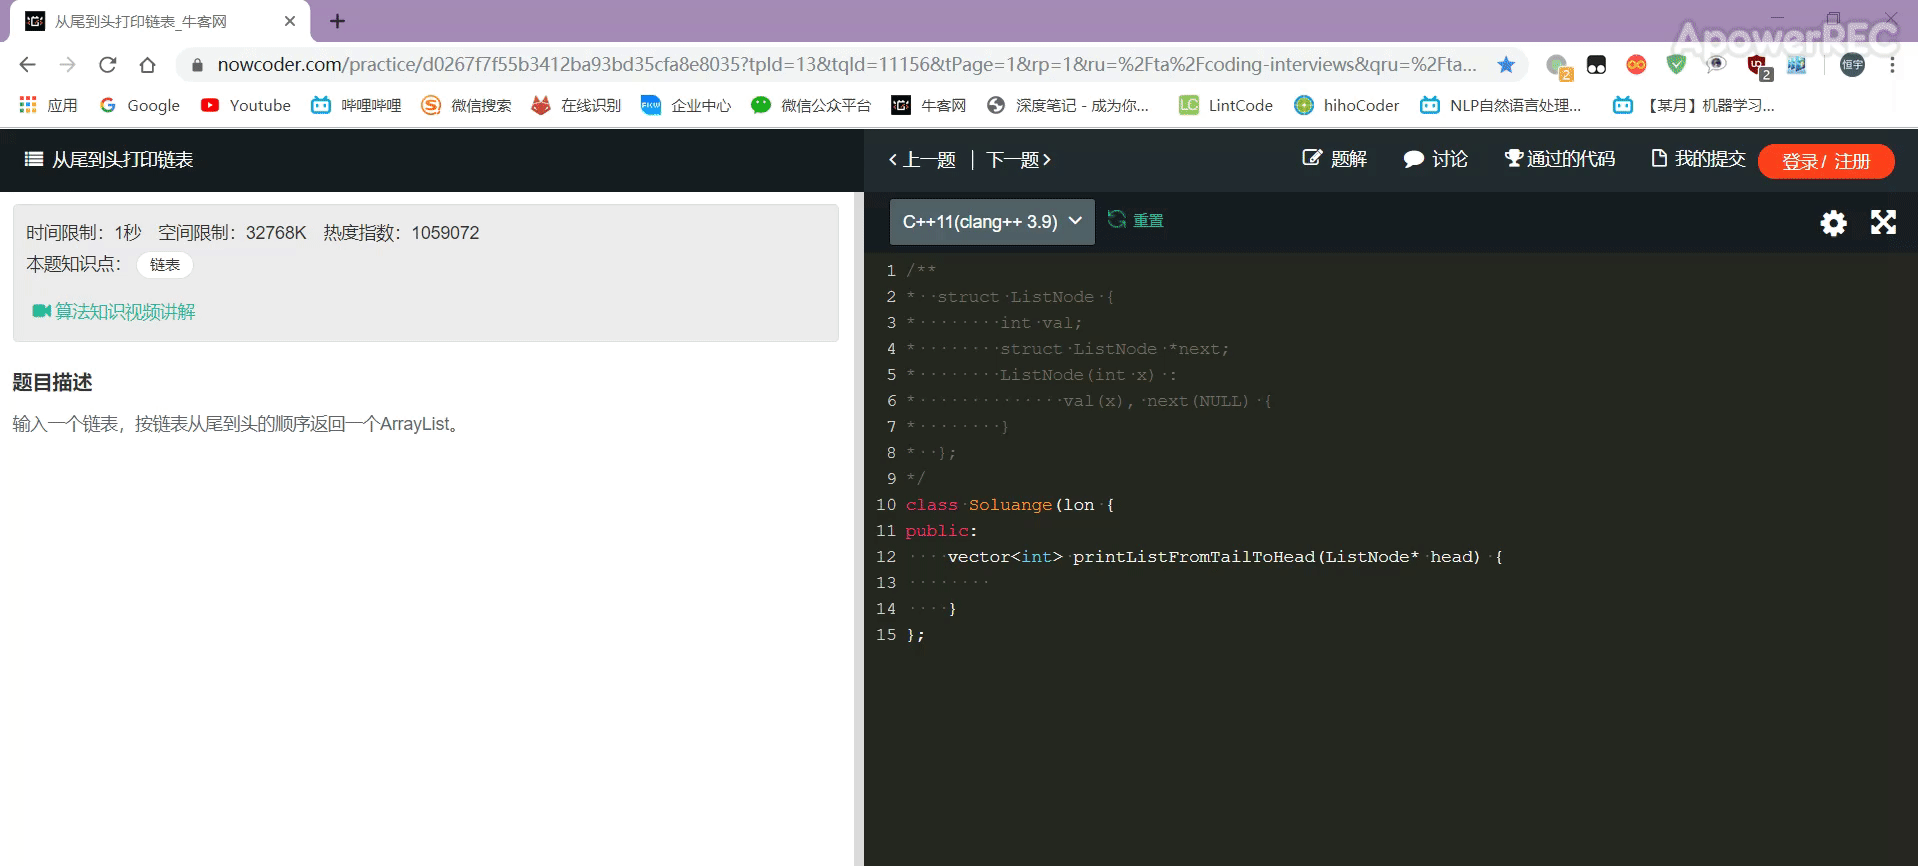 从尾到头打印链表_牛客网
ApowerREC
nowcoder.com/practice/d0267f7f55b3412ba93bd35cfa8e8035?tpId=13&tqId=11156&tPage=1&rp=1&ru=%2Fta%2Fcoding-interviews&qru=%2Fta...
2
2
恒宇
应用 Google Youtube 哔哩哔哩 微信搜索 在线识别 企业中心 微信公众平台 牛客网 深度笔记 - 成为你... LintCode hihoCoder NLP自然语言处理... 【某月】机器学习...
从尾到头打印链表
上一题 | 下一题 题解 讨论 通过的代码 我的提交 登录 / 注册
时间限制：1秒 空间限制：32768K 热度指数：1059072
本题知识点： 链表
算法知识视频讲解
题目描述
输入一个链表，按链表从尾到头的顺序返回一个ArrayList。
C++11(clang++ 3.9) 重置
1 /**
2 *  struct ListNode {
3 *        int val;
4 *        struct ListNode *next;
5 *        ListNode(int x) :
6 *              val(x), next(NULL) {
7 *        }
8 *  };
9 */
10 class Soluange(lon {
11 public:
12     vector<int> printListFromTailToHead(ListNode* head) {
13
14     }
15 };